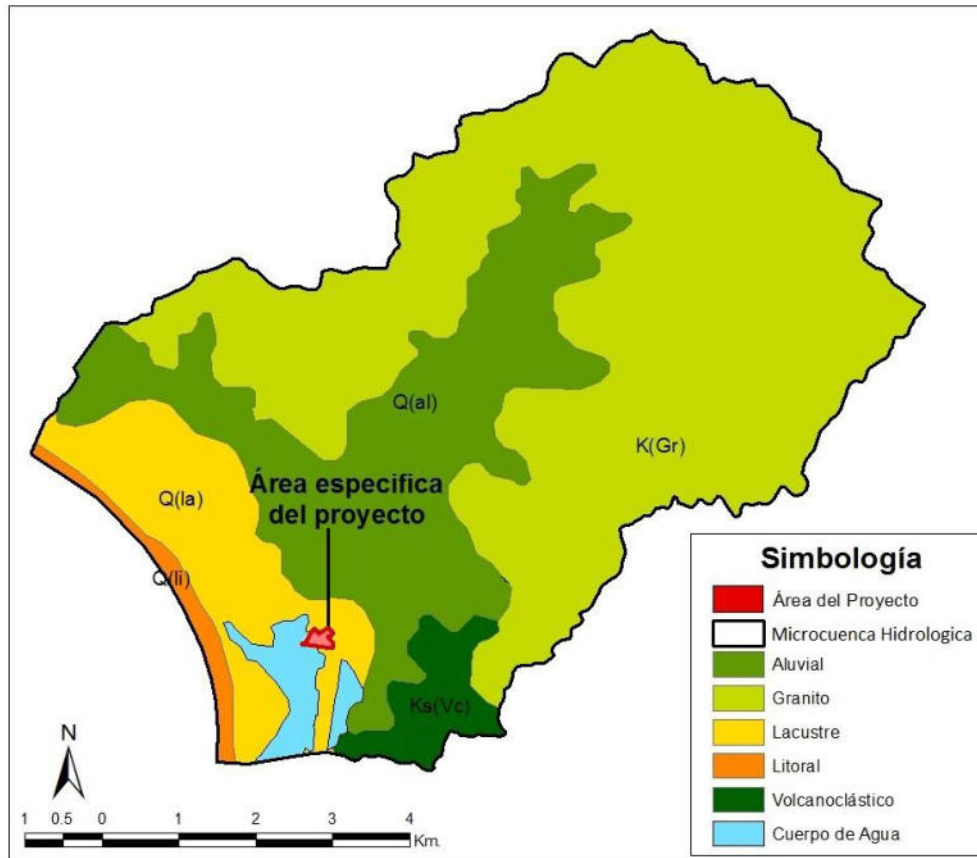 Q(al)
K(Gr)
Q(la)
Área especifica
del proyecto
Q(li)
Ks(Vc)
Simbología
Área del Proyecto
Microcuenca Hidrologica
Aluvial
Granito
Lacustre
Litoral
Volcanoclástico
Cuerpo de Agua
N
1 0.5 0 1 2 3 4
Km.